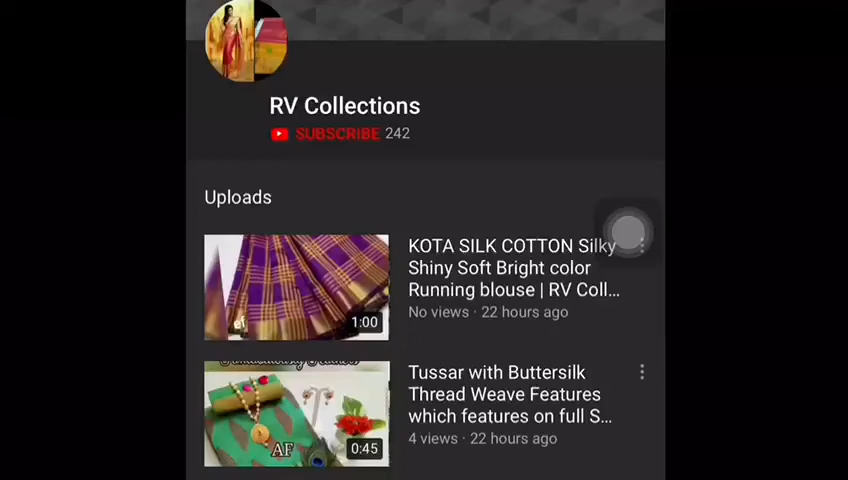 RV Collections
SUBSCRIBE 242
Uploads
KOTA SILK COTTON Silky
Shiny Soft Bright color
Running blouse | RV Coll...
No views · 22 hours ago
ef
1:00
Tussar with Buttersilk
Thread Weave Features
which features on full S...
4 views · 22 hours ago
AF
0:45